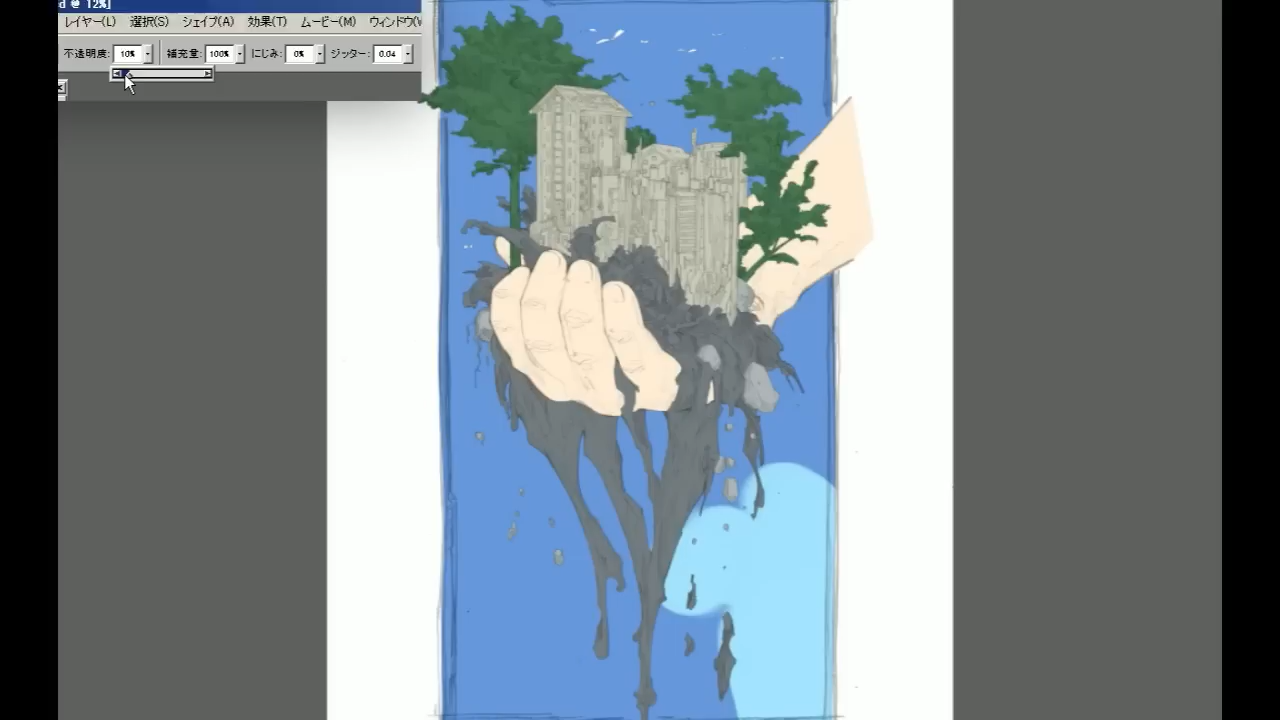 d @ 12%]
レイヤー(L) 選択(S) シェイプ(A) 効果(T) ムービー(M) ウィンドウ(W
不透明度: 10% 補充量: 100% にじみ: 0% ジッター: 0.04